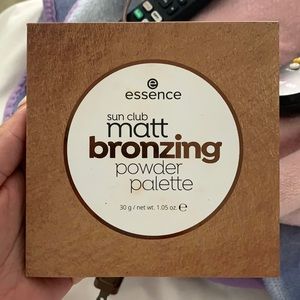 essence
sun club
matt
bronzing
powder
palette
30 g / net wt. 1.05 oz. ℮